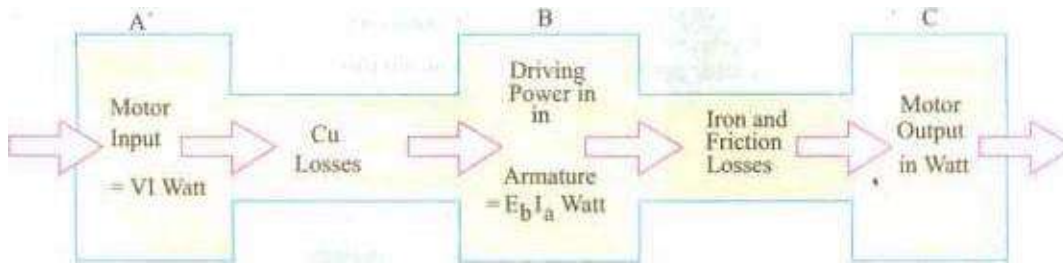 A
B
C
Motor
Input
= VI Watt
Cu
Losses
Driving
Power in
in
Armature
= EbIa Watt
Iron and
Friction
Losses
Motor
Output
in Watt